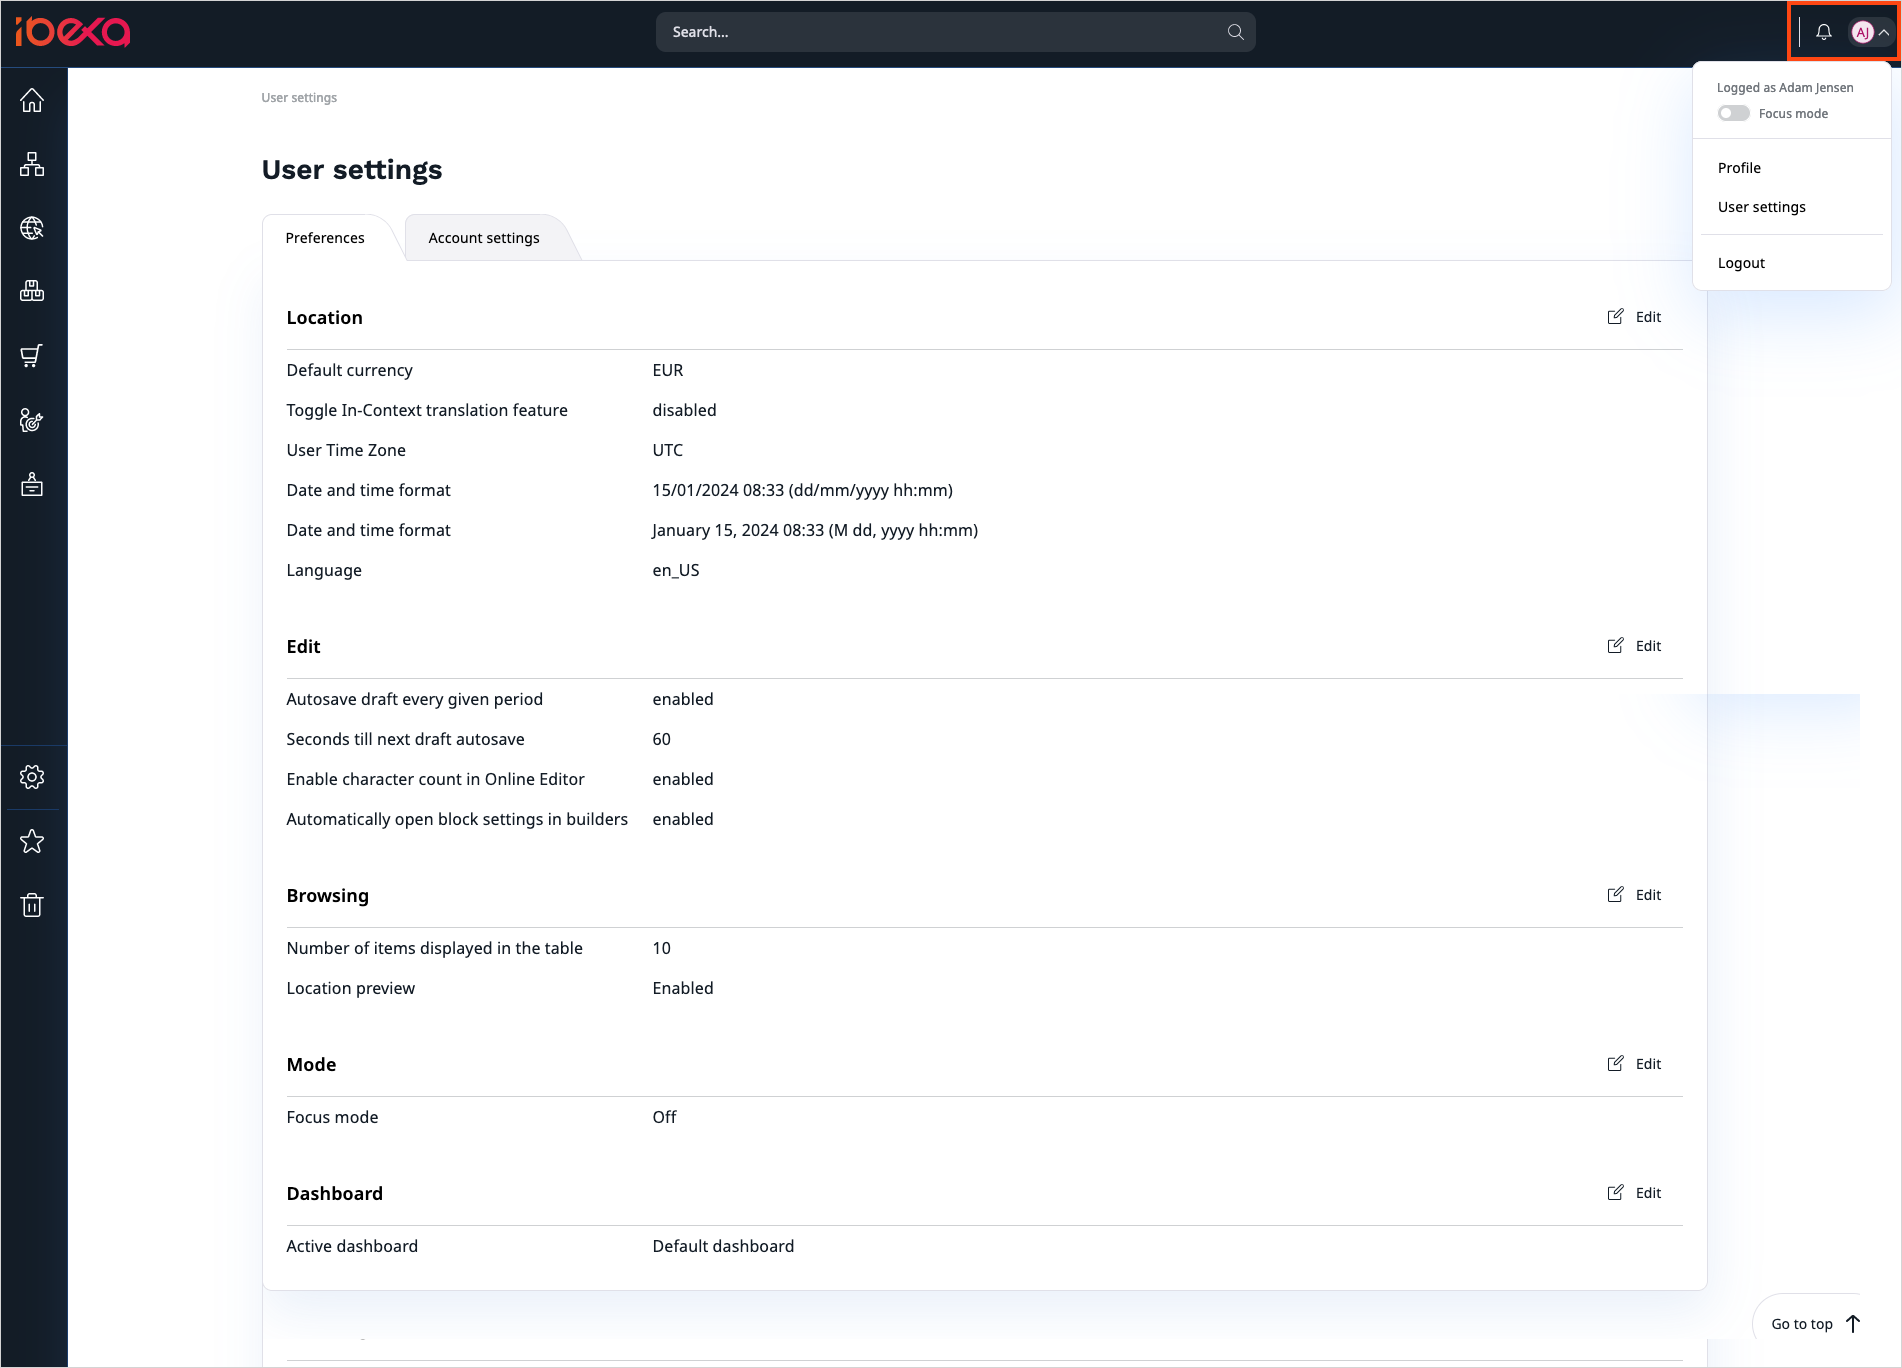 ibexa
Search...
AJ
Logged as Adam Jensen
Focus mode
Profile
User settings
Logout
User settings
User settings
Preferences
Account settings
Location
Edit
Default currency EUR
Toggle In-Context translation feature disabled
User Time Zone UTC
Date and time format 15/01/2024 08:33 (dd/mm/yyyy hh:mm)
Date and time format January 15, 2024 08:33 (M dd, yyyy hh:mm)
Language en_US
Edit
Edit
Autosave draft every given period enabled
Seconds till next draft autosave 60
Enable character count in Online Editor enabled
Automatically open block settings in builders enabled
Browsing
Edit
Number of items displayed in the table 10
Location preview Enabled
Mode
Edit
Focus mode Off
Dashboard
Edit
Active dashboard Default dashboard
Go to top